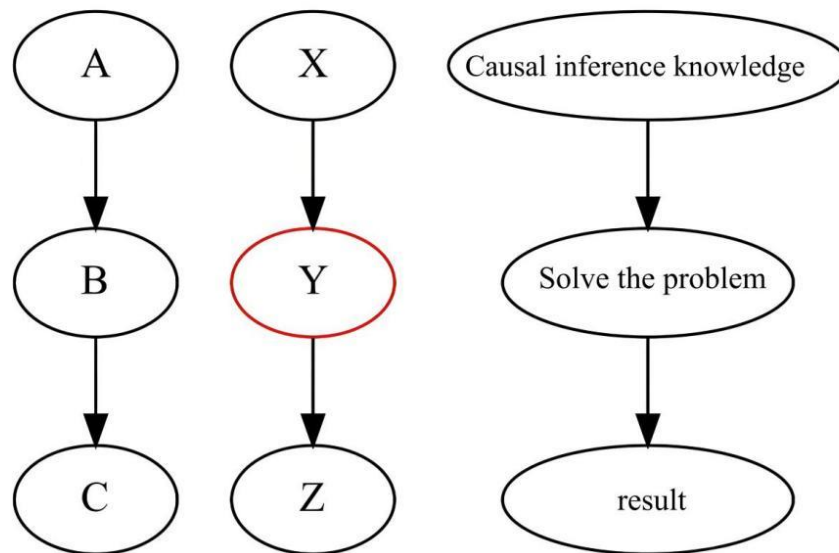 A
X
Causal inference knowledge
B
Y
Solve the problem
C
Z
result